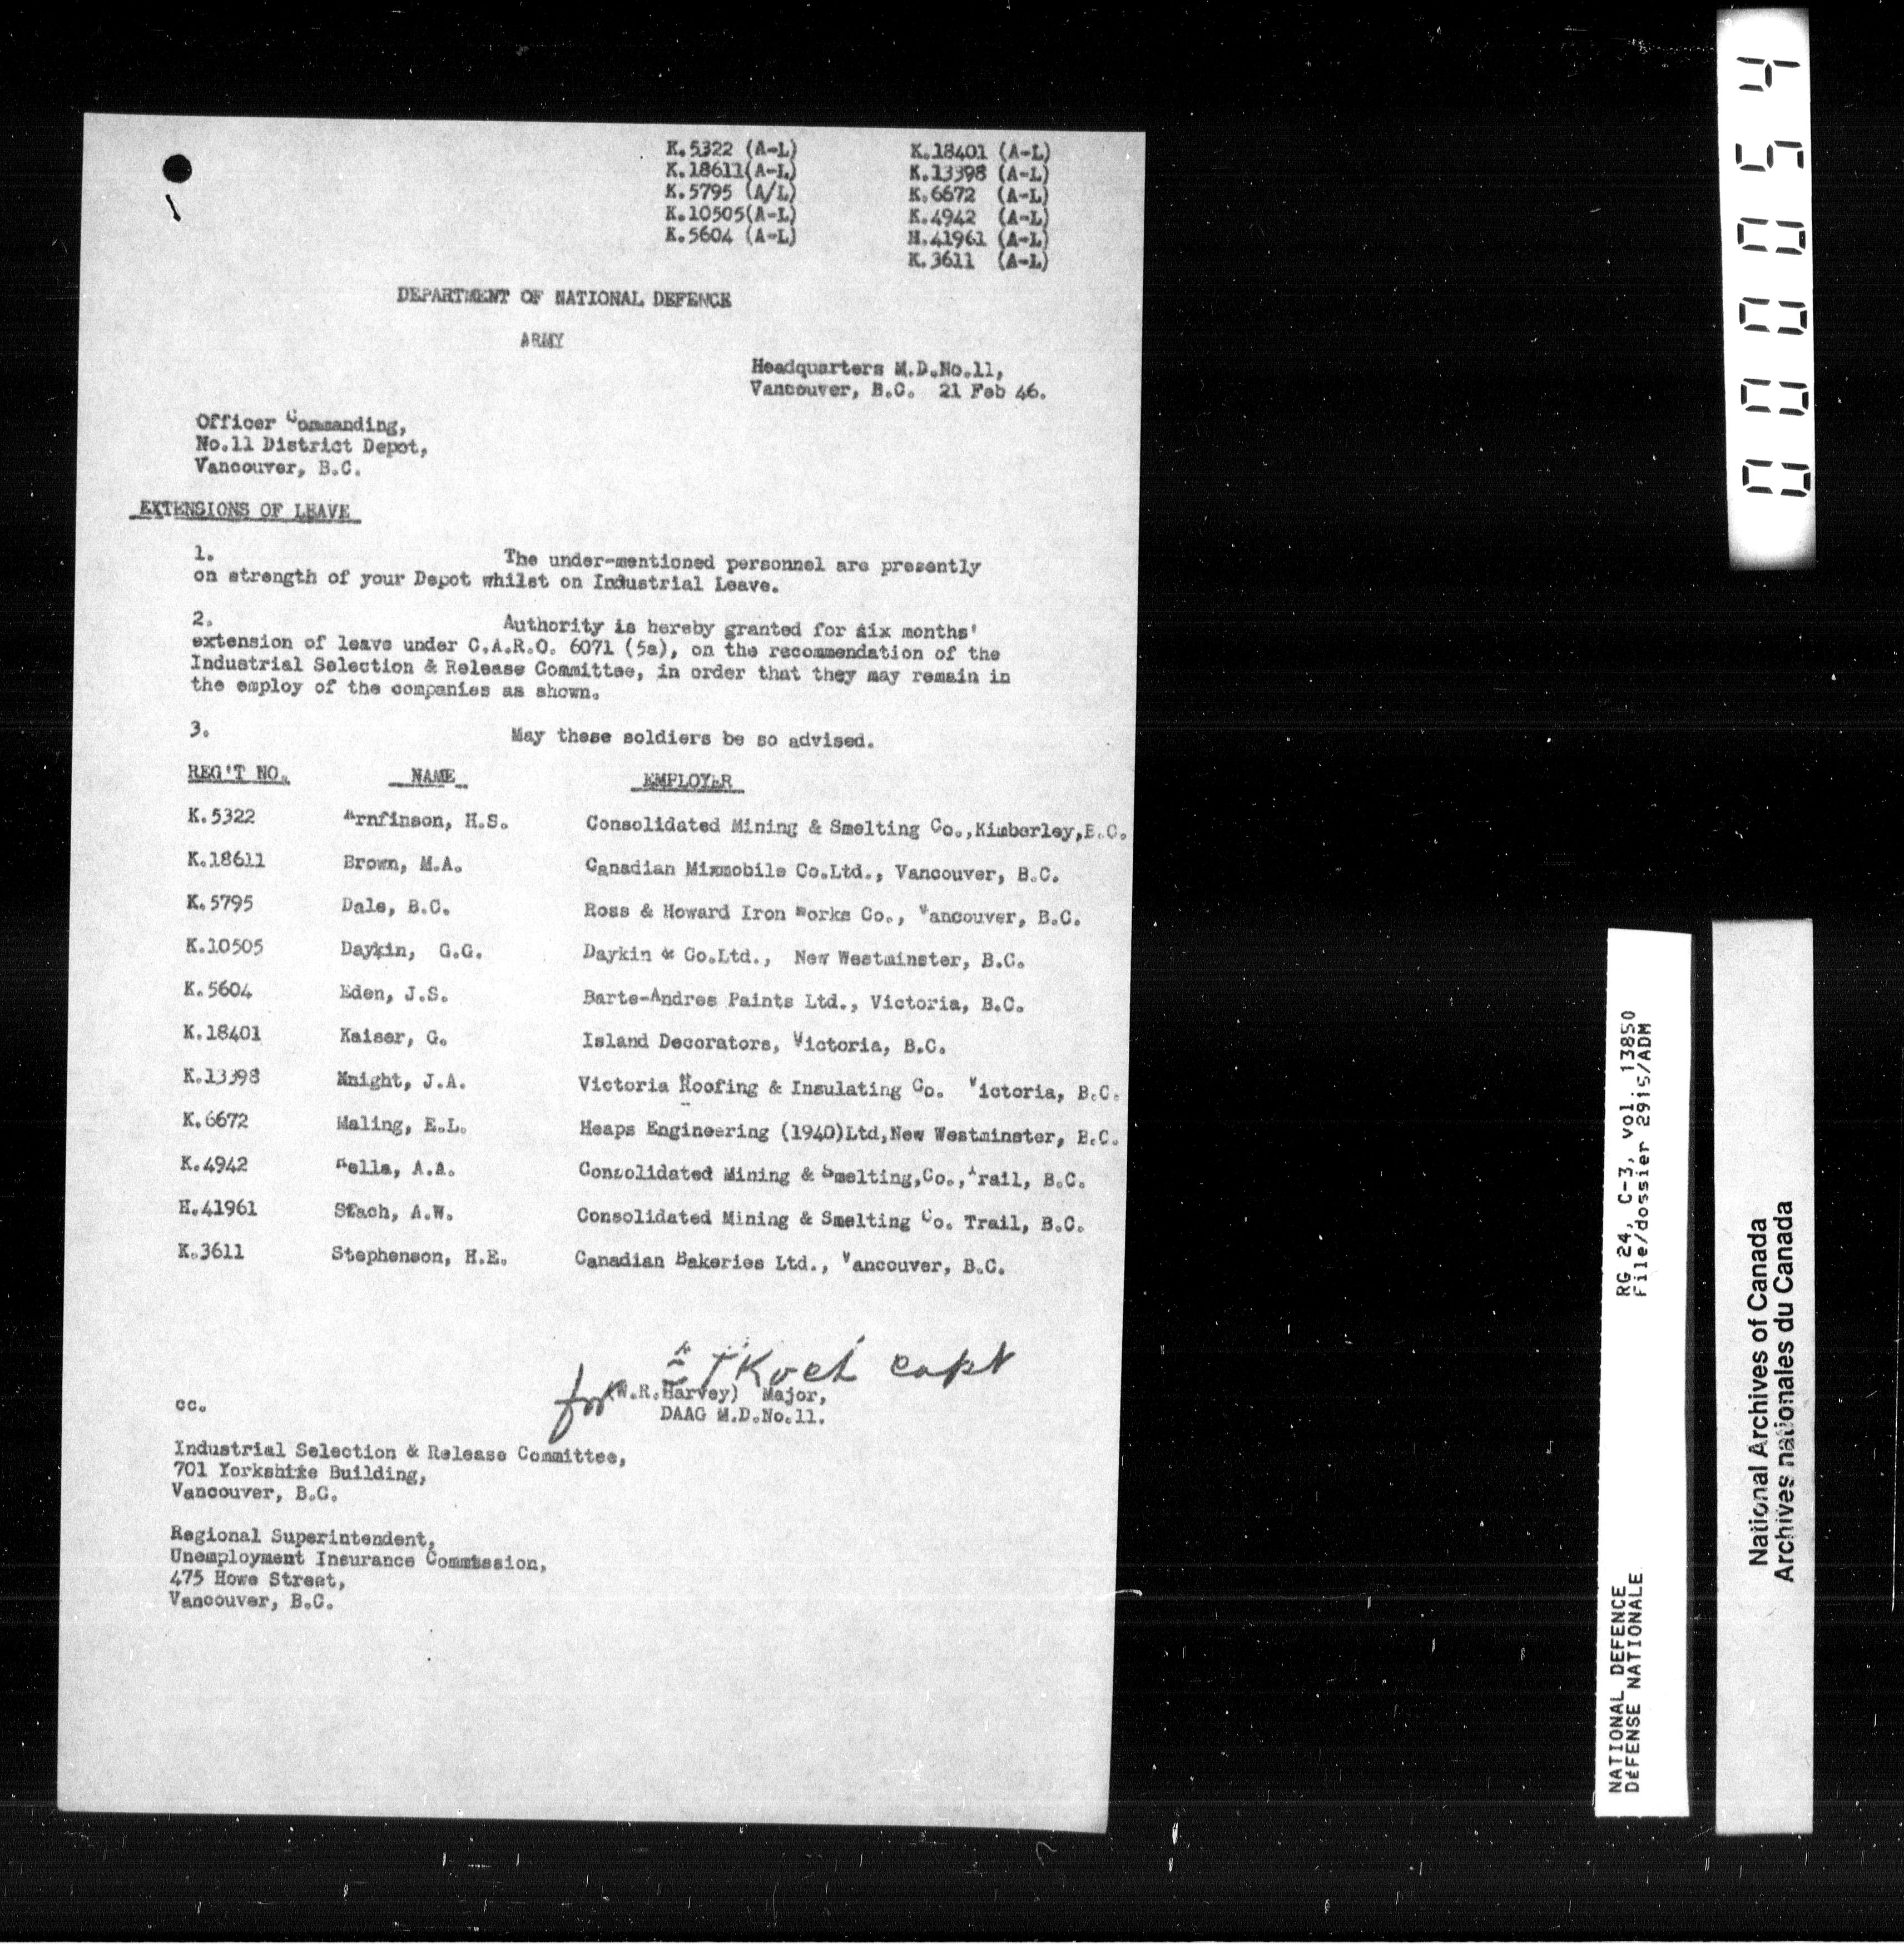 K.5322 (A-L)
K.18611(A-L)
K.5795 (A/L)
K.10505(A-L)
K.5604 (A-L)
K.18401 (A-L)
K.13398 (A-L)
K.6672 (A-L)
K.4942 (A-L)
H.41961 (A-L)
K.3611 (A-L)
DEPARTMENT OF NATIONAL DEFENCE
ARMY
Headquarters M.D.No.11,
Vancouver, B.C. 21 Feb 46.
Officer Commanding,
No.11 District Depot,
Vancouver, B.C.
EXTENSIONS OF LEAVE
1. The under-mentioned personnel are presently
on strength of your Depot whilst on Industrial Leave.
2. Authority is hereby granted for six months'
extension of leave under C.A.R.O. 6071 (5a), on the recommendation of the
Industrial Selection & Release Committee, in order that they may remain in
the employ of the companies as shown.
3. May these soldiers be so advised.
REG'T NO. NAME EMPLOYER
K.5322 Arnfinson, H.S. Consolidated Mining & Smelting Co.,Kimberley,B.C.
K.18611 Brown, M.A. Canadian Mixmobile Co.Ltd., Vancouver, B.C.
K.5795 Dale, B.C. Ross & Howard Iron Works Co., Vancouver, B.C.
K.10505 Daykin, G.G. Daykin & Co.Ltd., New Westminster, B.C.
K.5604 Eden, J.S. Barte-Andres Paints Ltd., Victoria, B.C.
K.18401 Kaiser, G. Island Decorators, Victoria, B.C.
K.13398 Knight, J.A. Victoria Roofing & Insulating Co. Victoria, B.C.
K.6672 Maling, E.L. Heaps Engineering (1940)Ltd,New Westminster, B.C.
K.4942 A.A. Consolidated Mining & Smelting,Co.,Trail, B.C.
H.41961 Stach, A.W. Consolidated Mining & Smelting Co. Trail, B.C.
K.3611 Stephenson, H.E. Canadian Bakeries Ltd., Vancouver, B.C.
Koch capt
for (W.R.Harvey) Major,
DAAG M.D.No.11.
cc.
Industrial Selection & Release Committee,
701 Yorkshire Building,
Vancouver, B.C.
Regional Superintendent,
Unemployment Insurance Commission,
475 Howe Street,
Vancouver, B.C.
000054
RG 24, C-3, vol. 13850
File/dossier 2915/ADM
NATIONAL DEFENCE
DÉFENSE NATIONALE
National Archives of Canada
Archives nationales du Canada